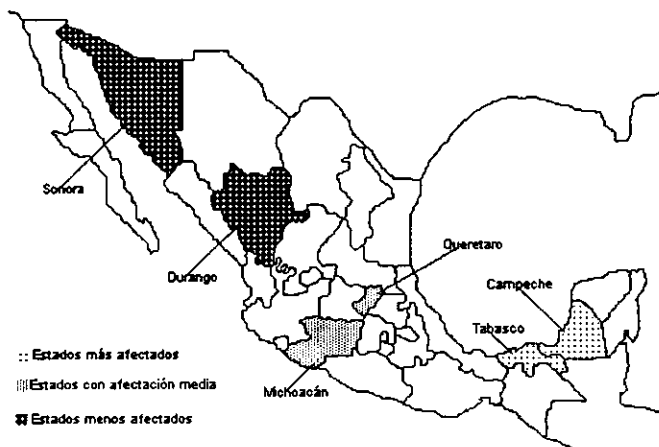 Sonora
Durango
Queretaro
Campeche
Tabasco
Michoacán
Estados más afectados
Estados con afectación media
Estados menos afectados